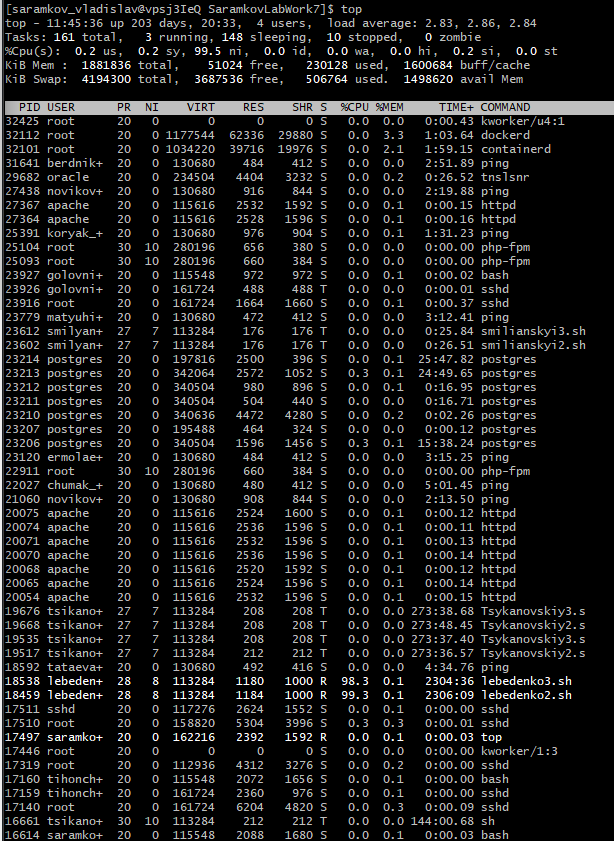 [saramkov_vladislav@vpsj3IeQ SaramkovLabWork7]$ top
top - 11:45:36 up 203 days, 20:33,  4 users,  load average: 2.83, 2.86, 2.84
Tasks: 161 total,   3 running, 148 sleeping,  10 stopped,   0 zombie
%Cpu(s):  0.2 us,  0.2 sy, 99.5 ni,  0.0 id,  0.0 wa,  0.0 hi,  0.2 si,  0.0 st
KiB Mem :  1881836 total,    51024 free,   230128 used,  1600684 buff/cache
KiB Swap:  4194300 total,  3687536 free,   506764 used.  1498620 avail Mem
PID USER      PR  NI    VIRT    RES    SHR S  %CPU %MEM     TIME+ COMMAND
32425 root      20   0       0      0      0 S   0.0  0.0   0:00.43 kworker/u4:1
32112 root      20   0 1177544  62336  29880 S   0.0  3.3   1:03.64 dockerd
32101 root      20   0 1034220  39716  19976 S   0.0  2.1   1:59.15 containerd
31641 berdnik+  20   0  130680    484    412 S   0.0  0.0   2:51.89 ping
29682 oracle    20   0  234504   4404   3232 S   0.0  0.2   0:26.52 tnslsnr
27438 novikov+  20   0  130680    916    844 S   0.0  0.0   2:19.88 ping
27367 apache    20   0  115616   2532   1592 S   0.0  0.1   0:00.15 httpd
27364 apache    20   0  115616   2528   1596 S   0.0  0.1   0:00.16 httpd
25391 koryak_+  20   0  130680    976    904 S   0.0  0.1   1:31.23 ping
25104 root      30  10  280196    656    380 S   0.0  0.0   0:00.00 php-fpm
25093 root      30  10  280196    660    384 S   0.0  0.0   0:00.00 php-fpm
23927 golovni+  20   0  115548    972    972 S   0.0  0.1   0:00.02 bash
23926 golovni+  20   0  161724    488    488 T   0.0  0.0   0:00.01 sshd
23916 root      20   0  161724   1664   1660 S   0.0  0.1   0:00.37 sshd
23779 matyuhi+  20   0  130680    472    412 S   0.0  0.0   3:12.41 ping
23612 smilyan+  27   7  113284    176    176 T   0.0  0.0   0:25.84 smilianskyi3.sh
23602 smilyan+  27   7  113284    176    176 T   0.0  0.0   0:26.51 smilianskyi2.sh
23214 postgres  20   0  197816   2500    396 S   0.0  0.1  25:47.82 postgres
23213 postgres  20   0  342064   2572   1052 S   0.3  0.1  24:49.65 postgres
23212 postgres  20   0  340504    980    896 S   0.0  0.1   0:16.95 postgres
23211 postgres  20   0  340504    504    440 S   0.0  0.0   0:16.71 postgres
23210 postgres  20   0  340636   4472   4280 S   0.0  0.2   0:02.26 postgres
23207 postgres  20   0  195488    464    324 S   0.0  0.0   0:00.12 postgres
23206 postgres  20   0  340504   1596   1456 S   0.3  0.1  15:38.24 postgres
23120 ermolae+  20   0  130680    484    412 S   0.0  0.0   3:15.25 ping
22911 root      30  10  280196    660    384 S   0.0  0.0   0:00.00 php-fpm
22027 chumak_+  20   0  130680    480    412 S   0.0  0.0   5:01.45 ping
21060 novikov+  20   0  130680    908    844 S   0.0  0.0   2:13.50 ping
20075 apache    20   0  115616   2524   1600 S   0.0  0.1   0:00.12 httpd
20074 apache    20   0  115616   2536   1596 S   0.0  0.1   0:00.11 httpd
20071 apache    20   0  115616   2532   1596 S   0.0  0.1   0:00.13 httpd
20070 apache    20   0  115616   2536   1596 S   0.0  0.1   0:00.14 httpd
20068 apache    20   0  115616   2520   1592 S   0.0  0.1   0:00.12 httpd
20065 apache    20   0  115616   2524   1596 S   0.0  0.1   0:00.14 httpd
20054 apache    20   0  115616   2532   1596 S   0.0  0.1   0:00.15 httpd
19676 tsikano+  27   7  113284    208    208 T   0.0  0.0 273:38.68 Tsykanovskiy3.s
19668 tsikano+  27   7  113284    208    208 T   0.0  0.0 273:48.45 Tsykanovskiy2.s
19535 tsikano+  27   7  113284    208    208 T   0.0  0.0 273:37.40 Tsykanovskiy3.s
19517 tsikano+  27   7  113284    212    212 T   0.0  0.0 273:36.57 Tsykanovskiy2.s
18592 tataeva+  20   0  130680    492    416 S   0.0  0.0   4:34.76 ping
18538 lebeden+  28   8  113284   1180   1000 R  98.3  0.1   2304:36 lebedenko3.sh
18459 lebeden+  28   8  113284   1184   1000 R  99.3  0.1   2306:09 lebedenko2.sh
17511 sshd      20   0  117276   2624   1552 S   0.0  0.1   0:00.00 sshd
17510 root      20   0  158820   5304   3996 S   0.3  0.3   0:00.01 sshd
17497 saramko+  20   0  162216   2392   1592 R   0.0  0.1   0:00.03 top
17446 root      20   0       0      0      0 S   0.0  0.0   0:00.00 kworker/1:3
17319 root      20   0  112936   4312   3276 S   0.0  0.2   0:00.00 sshd
17160 tihonch+  20   0  115548   2072   1656 S   0.0  0.1   0:00.00 bash
17159 tihonch+  20   0  161724   2360    976 S   0.0  0.1   0:00.00 sshd
17140 root      20   0  161724   6204   4820 S   0.0  0.3   0:00.09 sshd
16661 tsikano+  30  10  113284    212    212 T   0.0  0.0 144:00.68 sh
16614 saramko+  20   0  115548   2088   1680 S   0.0  0.1   0:00.03 bash